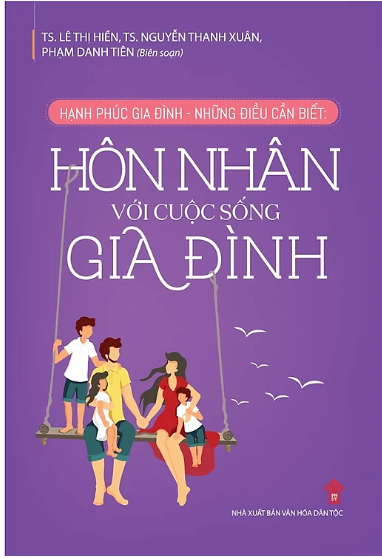 TS. LÊ THỊ HIỀN, TS. NGUYỄN THANH XUÂN,
PHẠM DANH TIÊN (Biên soạn)
HẠNH PHÚC GIA ĐÌNH - NHỮNG ĐIỀU CẦN BIẾT:
HÔN NHÂN
VỚI CUỘC SỐNG
GIA ĐÌNH
NHÀ XUẤT BẢN VĂN HÓA DÂN TỘC